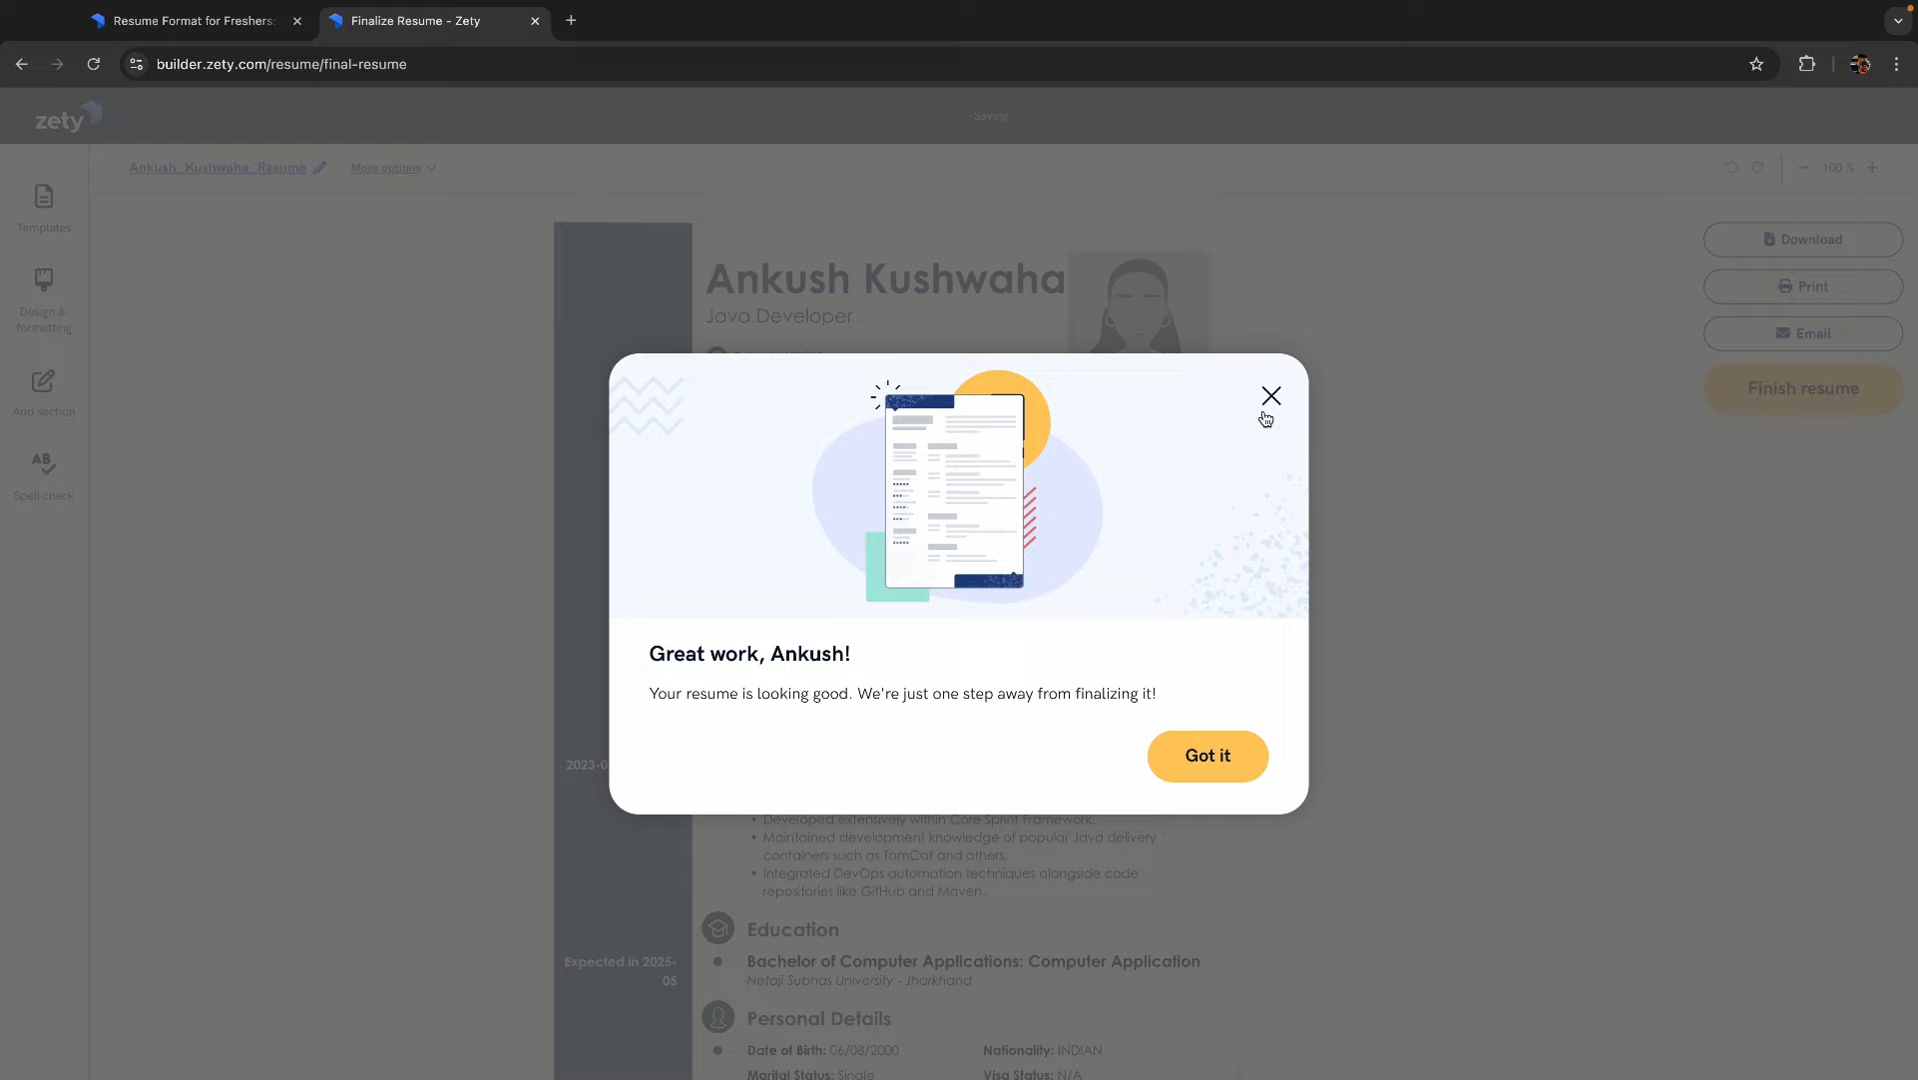 Resume Format for Freshers:
Finalize Resume - Zety
builder.zety.com/resume/final-resume
zety
Saving
Ankush_Kushwaha_Resume
More options
100 %
Templates
Design &
formatting
Add section
AB
Spell check
Download
Print
Email
Finish resume
Ankush Kushwaha
Java Developer
Great work, Ankush!
Your resume is looking good. We're just one step away from finalizing it!
Got it
2023-0
• Developed extensively within Core Sprint Framework.
• Maintained development knowledge of popular Java delivery
containers such as TomCat and others.
• Integrated DevOps automation techniques alongside code
repositories like GitHub and Maven.
Education
Expected in 2025-
05
Bachelor of Computer Applications: Computer Application
Netaji Subhas University - Jharkhand
Personal Details
Date of Birth: 06/08/2000
Nationality: INDIAN
Marital Status: Single
Visa Status: N/A